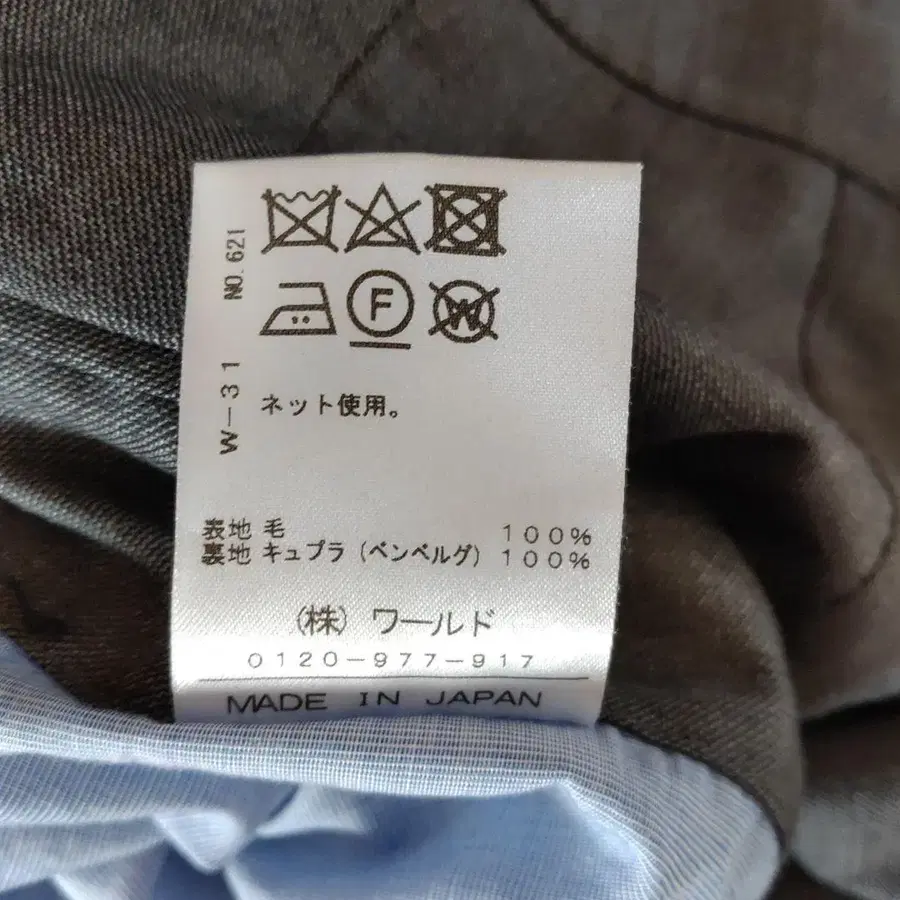 NO.621
W-31
F
W
ネット使用。
表地 毛 100%
裏地 キュプラ (ベンベルグ) 100%
(株) ワールド
0120-977-917
MADE IN JAPAN